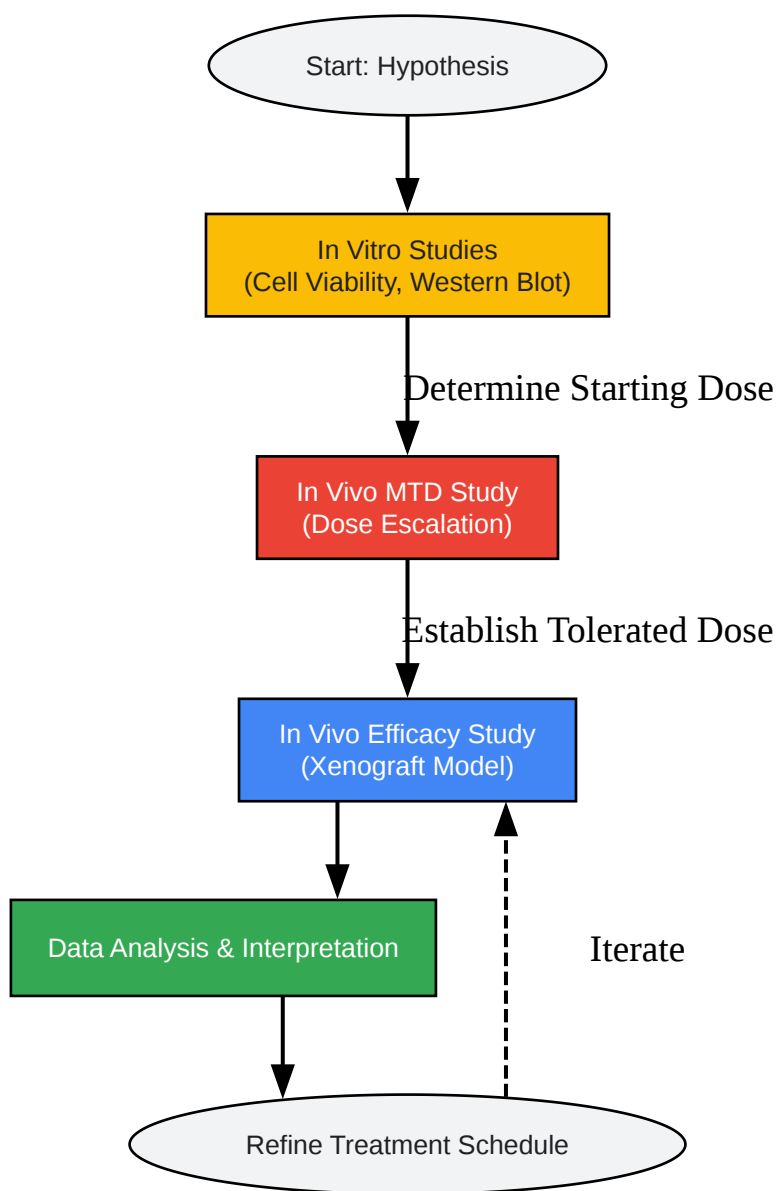 Start: Hypothesis
In Vitro Studies
(Cell Viability, Western Blot)
Determine Starting Dose
In Vivo MTD Study
(Dose Escalation)
Establish Tolerated Dose
In Vivo Efficacy Study
(Xenograft Model)
Data Analysis & Interpretation
Iterate
Refine Treatment Schedule